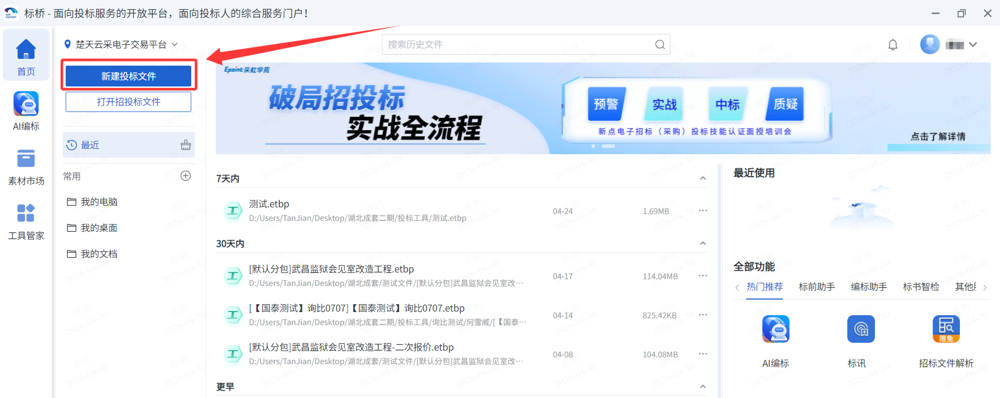 标桥 - 面向投标服务的开放平台，面向投标人的综合服务门户！
首页
AI编标
素材市场
工具管家
楚天云采电子交易平台
新建投标文件
打开招投标文件
最近
常用
我的电脑
我的桌面
我的文档
搜索历史文件
Epoint 采虹学苑
破局招投标
实战全流程
预警
实战
中标
质疑
新点电子招标（采购）投标技能认证面授培训会
点击了解详情
7天内
测试.etbp
D:/Users/TanJian/Desktop/湖北成套二期/投标工具/测试.etbp
04-24
1.69MB
30天内
[默认分包]武昌监狱会见室改造工程.etbp
D:/Users/TanJian/Desktop/湖北成套/测试文件/[默认分包]武昌监狱会见室改···
04-17
114.04MB
[【国泰测试】询比0707]【国泰测试】询比0707.etbp
D:/Users/TanJian/Desktop/湖北成套二期/投标工具/询比测试/何雪威/[【国泰···
04-14
825.42KB
[默认分包]武昌监狱会见室改造工程-二次报价.etbp
D:/Users/TanJian/Desktop/湖北成套/测试文件/[默认分包]武昌监狱会见室改···
04-08
104.08MB
更早
最近使用
全部功能
热门推荐
标前助手
编标助手
标书智检
其他
限免
AI编标
标讯
招标文件解析
2026-04-30